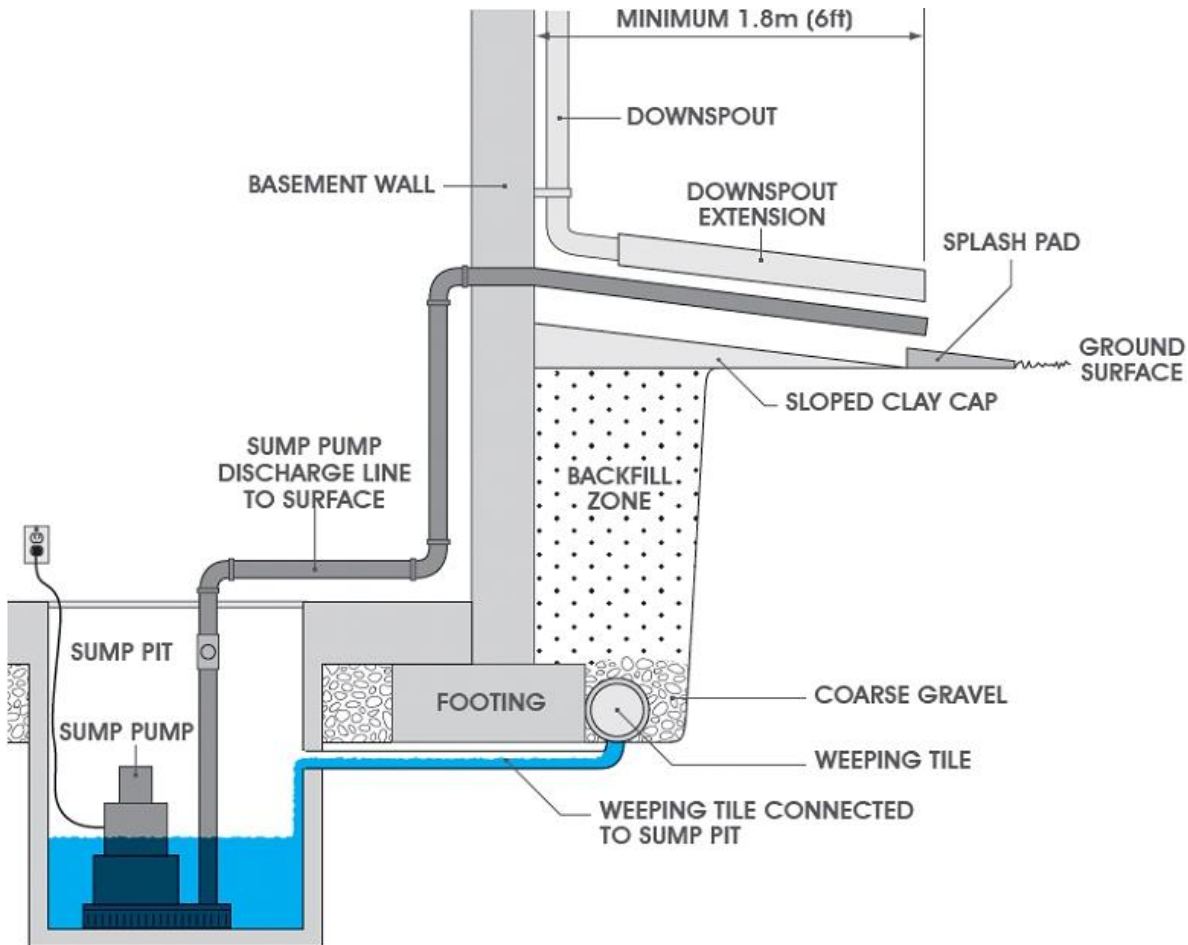 MINIMUM 1.8m (6ft)
DOWNSPOUT
BASEMENT WALL
DOWNSPOUT
EXTENSION
SPLASH PAD
GROUND
SURFACE
SLOPED CLAY CAP
SUMP PUMP
DISCHARGE LINE
TO SURFACE
BACKFILL
ZONE
SUMP PIT
FOOTING
COARSE GRAVEL
SUMP PUMP
WEEPING TILE
WEEPING TILE CONNECTED
TO SUMP PIT